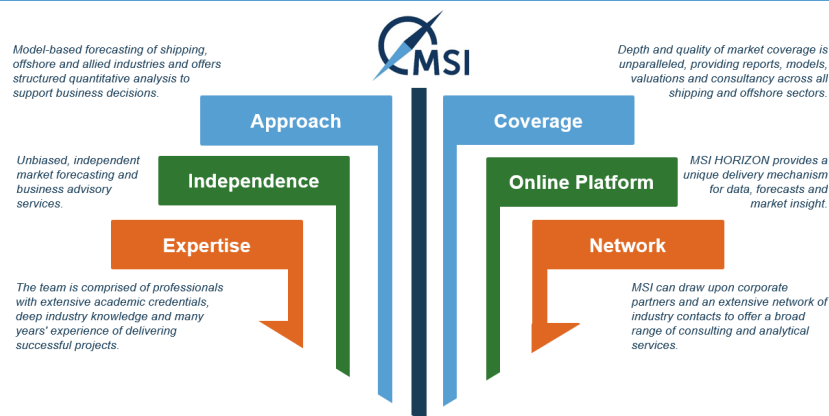 MSI
Model-based forecasting of shipping,
offshore and allied industries and offers
structured quantitative analysis to
support business decisions.
Approach
Unbiased, independent
market forecasting and
business advisory
services.
Independence
Expertise
The team is comprised of professionals
with extensive academic credentials,
deep industry knowledge and many
years' experience of delivering
successful projects.
Depth and quality of market coverage is
unparalleled, providing reports, models,
valuations and consultancy across all
shipping and offshore sectors.
Coverage
Online Platform
MSI HORIZON provides a
unique delivery mechanism
for data, forecasts and
market insight.
Network
MSI can draw upon corporate
partners and an extensive network of
industry contacts to offer a broad
range of consulting and analytical
services.